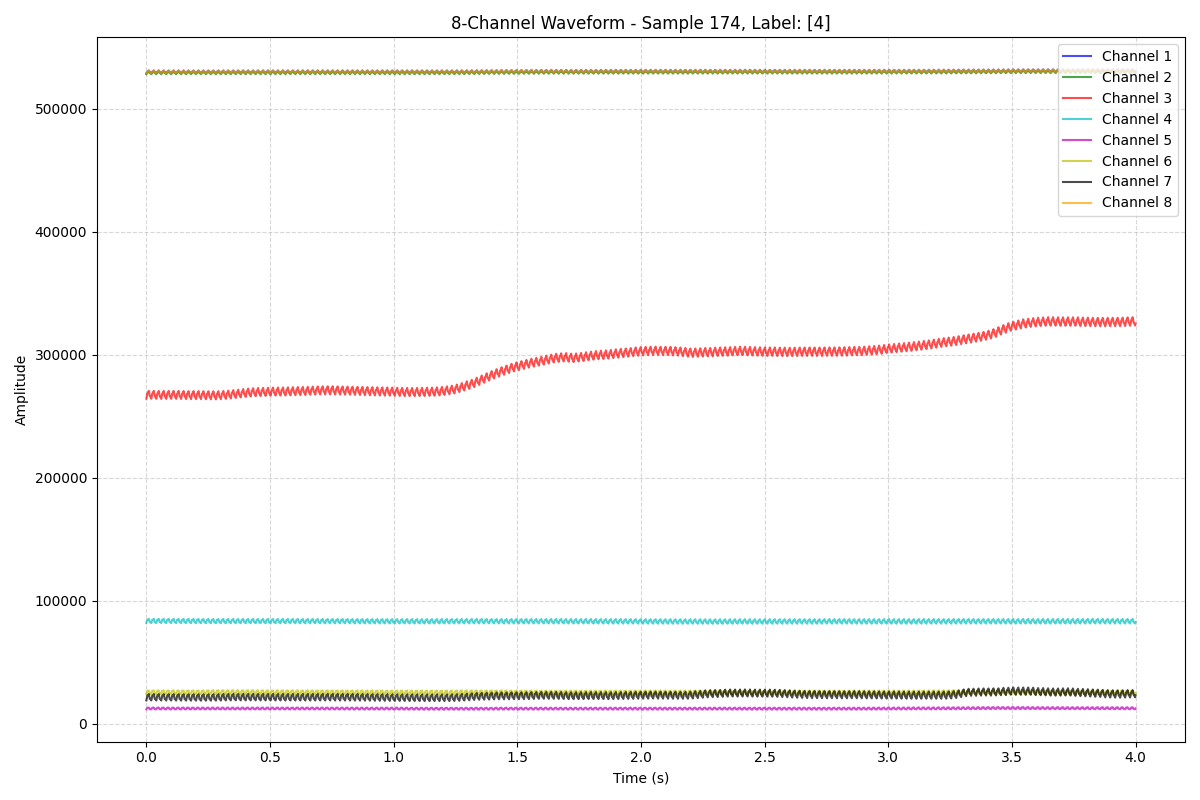 8-Channel Waveform - Sample 174, Label: [4]
Channel 1
Channel 2
Channel 3
Channel 4
Channel 5
Channel 6
Channel 7
Channel 8
500000
400000
300000
200000
100000
0
Amplitude
0.0 0.5 1.0 1.5 2.0 2.5 3.0 3.5 4.0
Time (s)